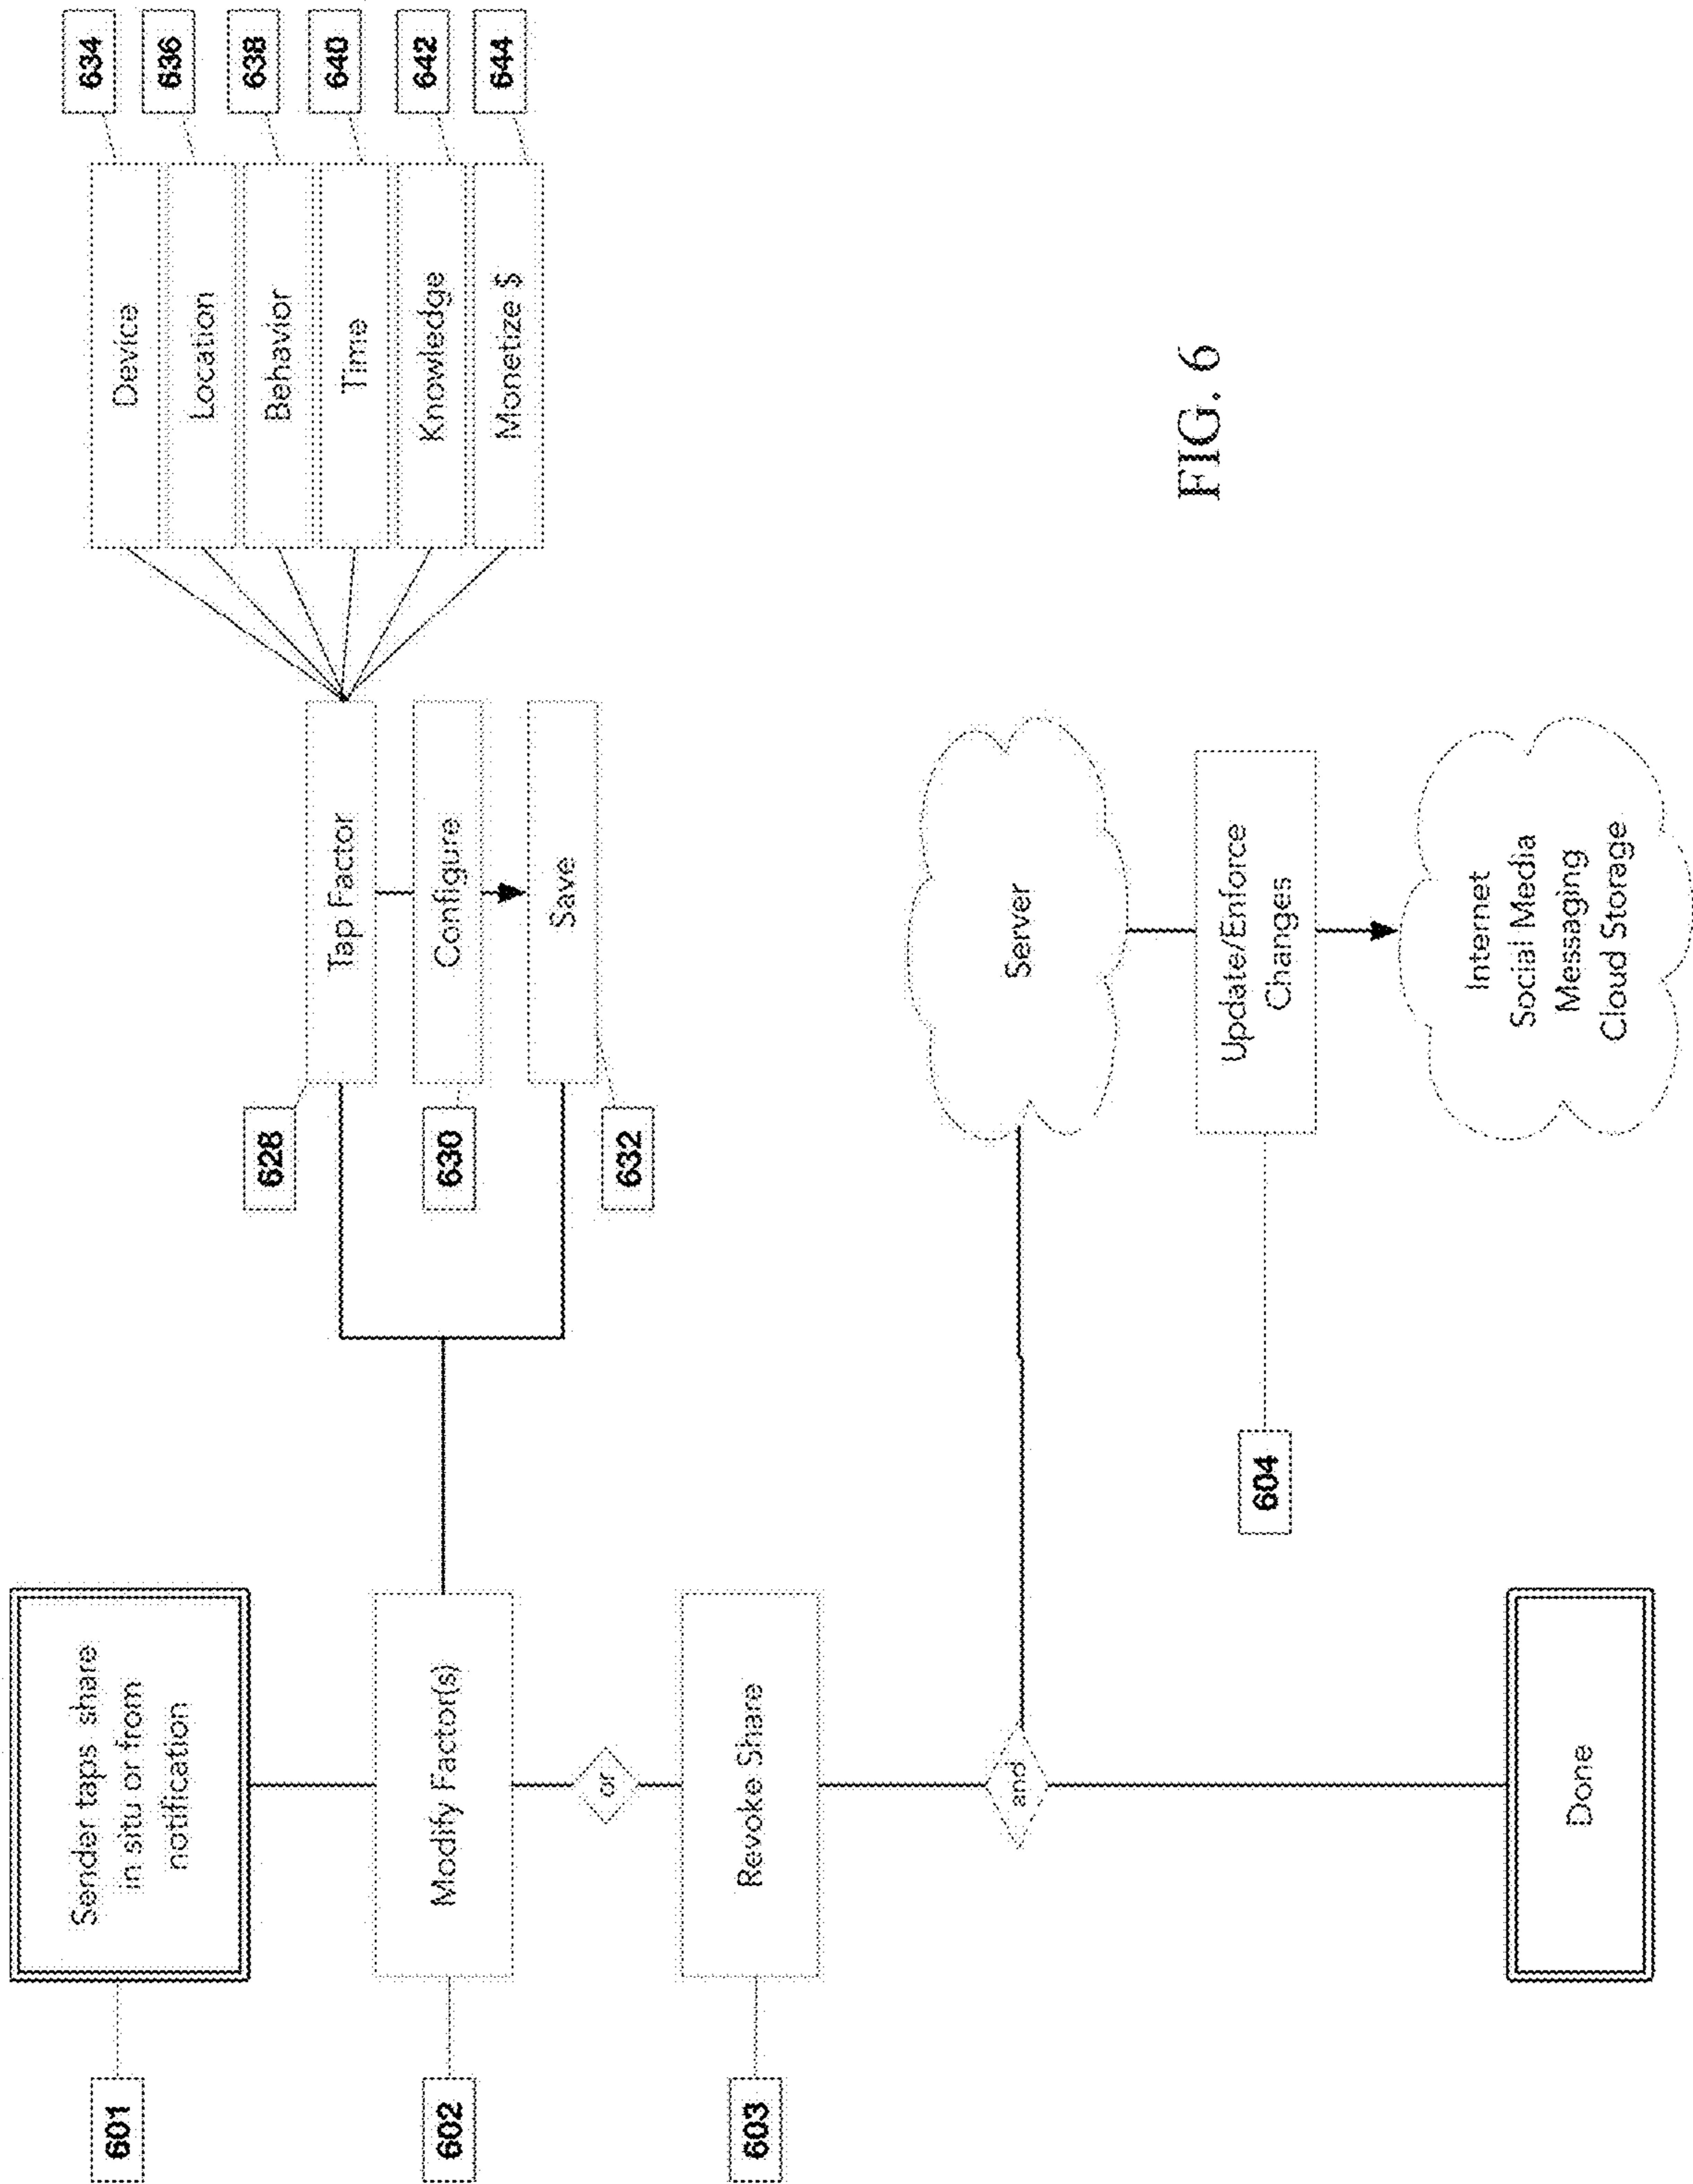 601
Sender taps share
in situ or from
notification
602
Modify Factor(s)
or
603
Revoke Share
and
Done
628
Tap Factor
630
Configure
632
Save
634
Device
636
Location
638
Behavior
640
Time
642
Knowledge
644
Monetize $
Server
604
Update/Enforce
Changes
Internet
Social Media
Messaging
Cloud Storage
FIG. 6